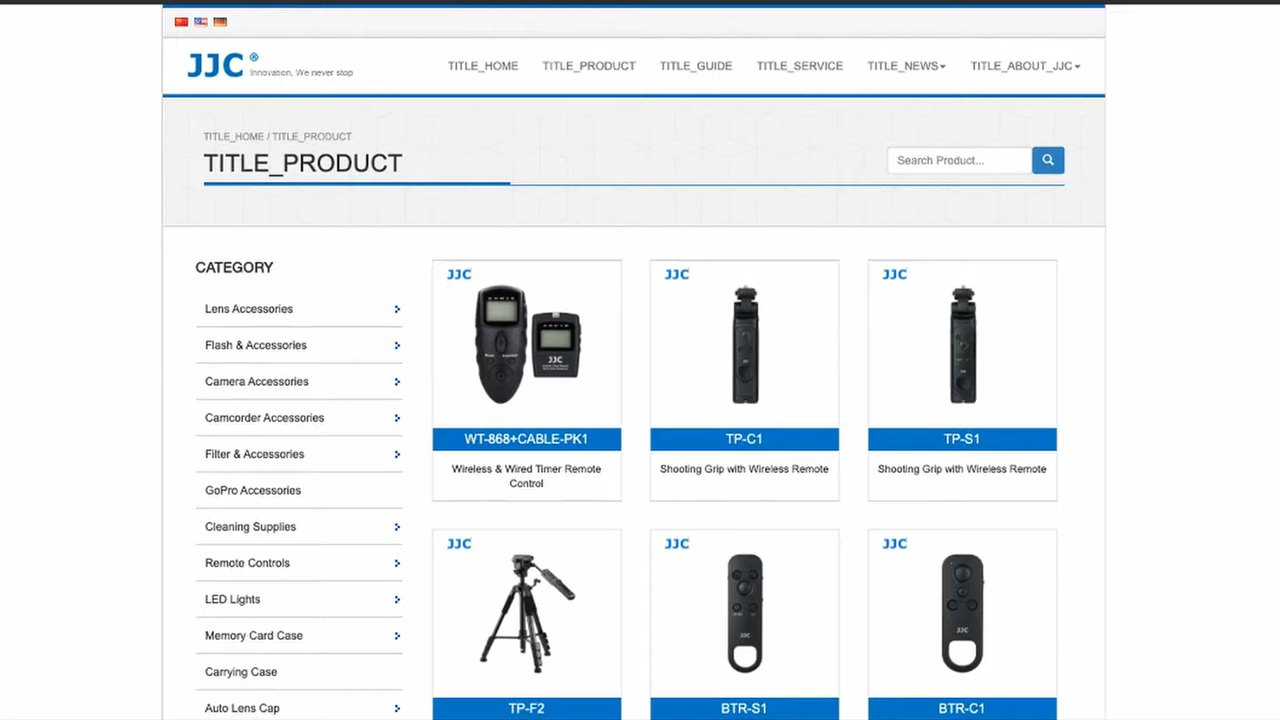 JJC ®
Innovation, We never stop
TITLE_HOME TITLE_PRODUCT TITLE_GUIDE TITLE_SERVICE TITLE_NEWS TITLE_ABOUT_JJC
TITLE_HOME / TITLE_PRODUCT
TITLE_PRODUCT
Search Product...
CATEGORY
Lens Accessories
Flash & Accessories
Camera Accessories
Camcorder Accessories
Filter & Accessories
GoPro Accessories
Cleaning Supplies
Remote Controls
LED Lights
Memory Card Case
Carrying Case
Auto Lens Cap
JJC
JJC
WT-868+CABLE-PK1
Wireless & Wired Timer Remote
Control
JJC
TP-C1
Shooting Grip with Wireless Remote
JJC
TP-S1
Shooting Grip with Wireless Remote
JJC
TP-F2
JJC
JJC
BTR-S1
JJC
JJC
BTR-C1